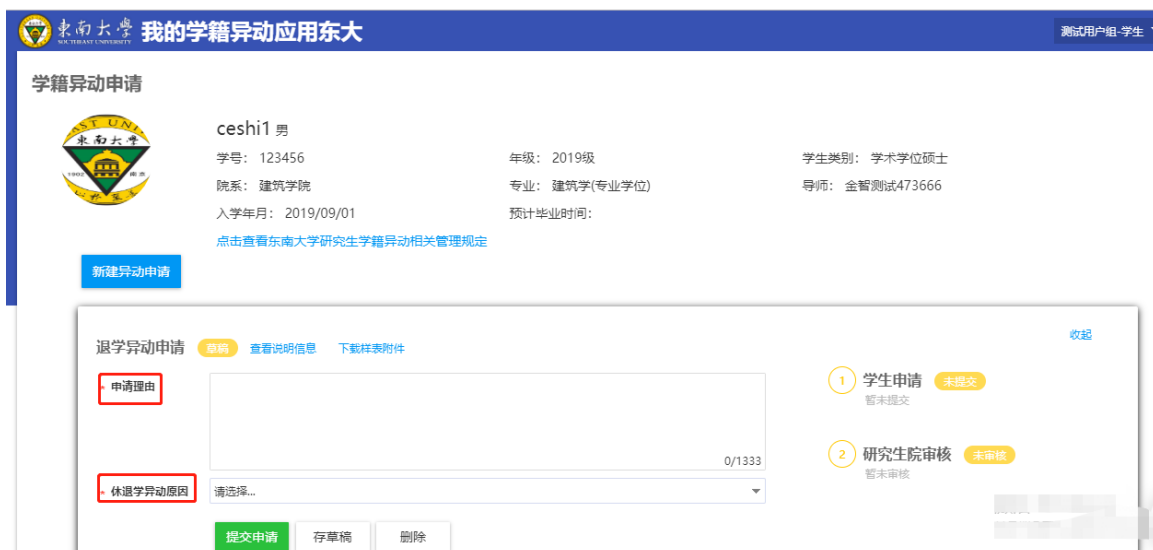 東南大學 我的学籍异动应用东大 测试用户组-学生
SOUTHEAST UNIVERSITY
学籍异动申请
ceshi1 男
学号： 123456 年级： 2019级 学生类别： 学术学位硕士
院系： 建筑学院 专业： 建筑学(专业学位) 导师： 金智测试473666
入学年月： 2019/09/01 预计毕业时间：
点击查看东南大学研究生学籍异动相关管理规定
新建异动申请
收起
退学异动申请 草稿 查看说明信息 下载样表附件
* 申请理由
0/1333
* 休退学异动原因 请选择...
提交申请 存草稿 删除
1 学生申请 未提交
暂未提交
2 研究生院审核 未审核
暂未审核